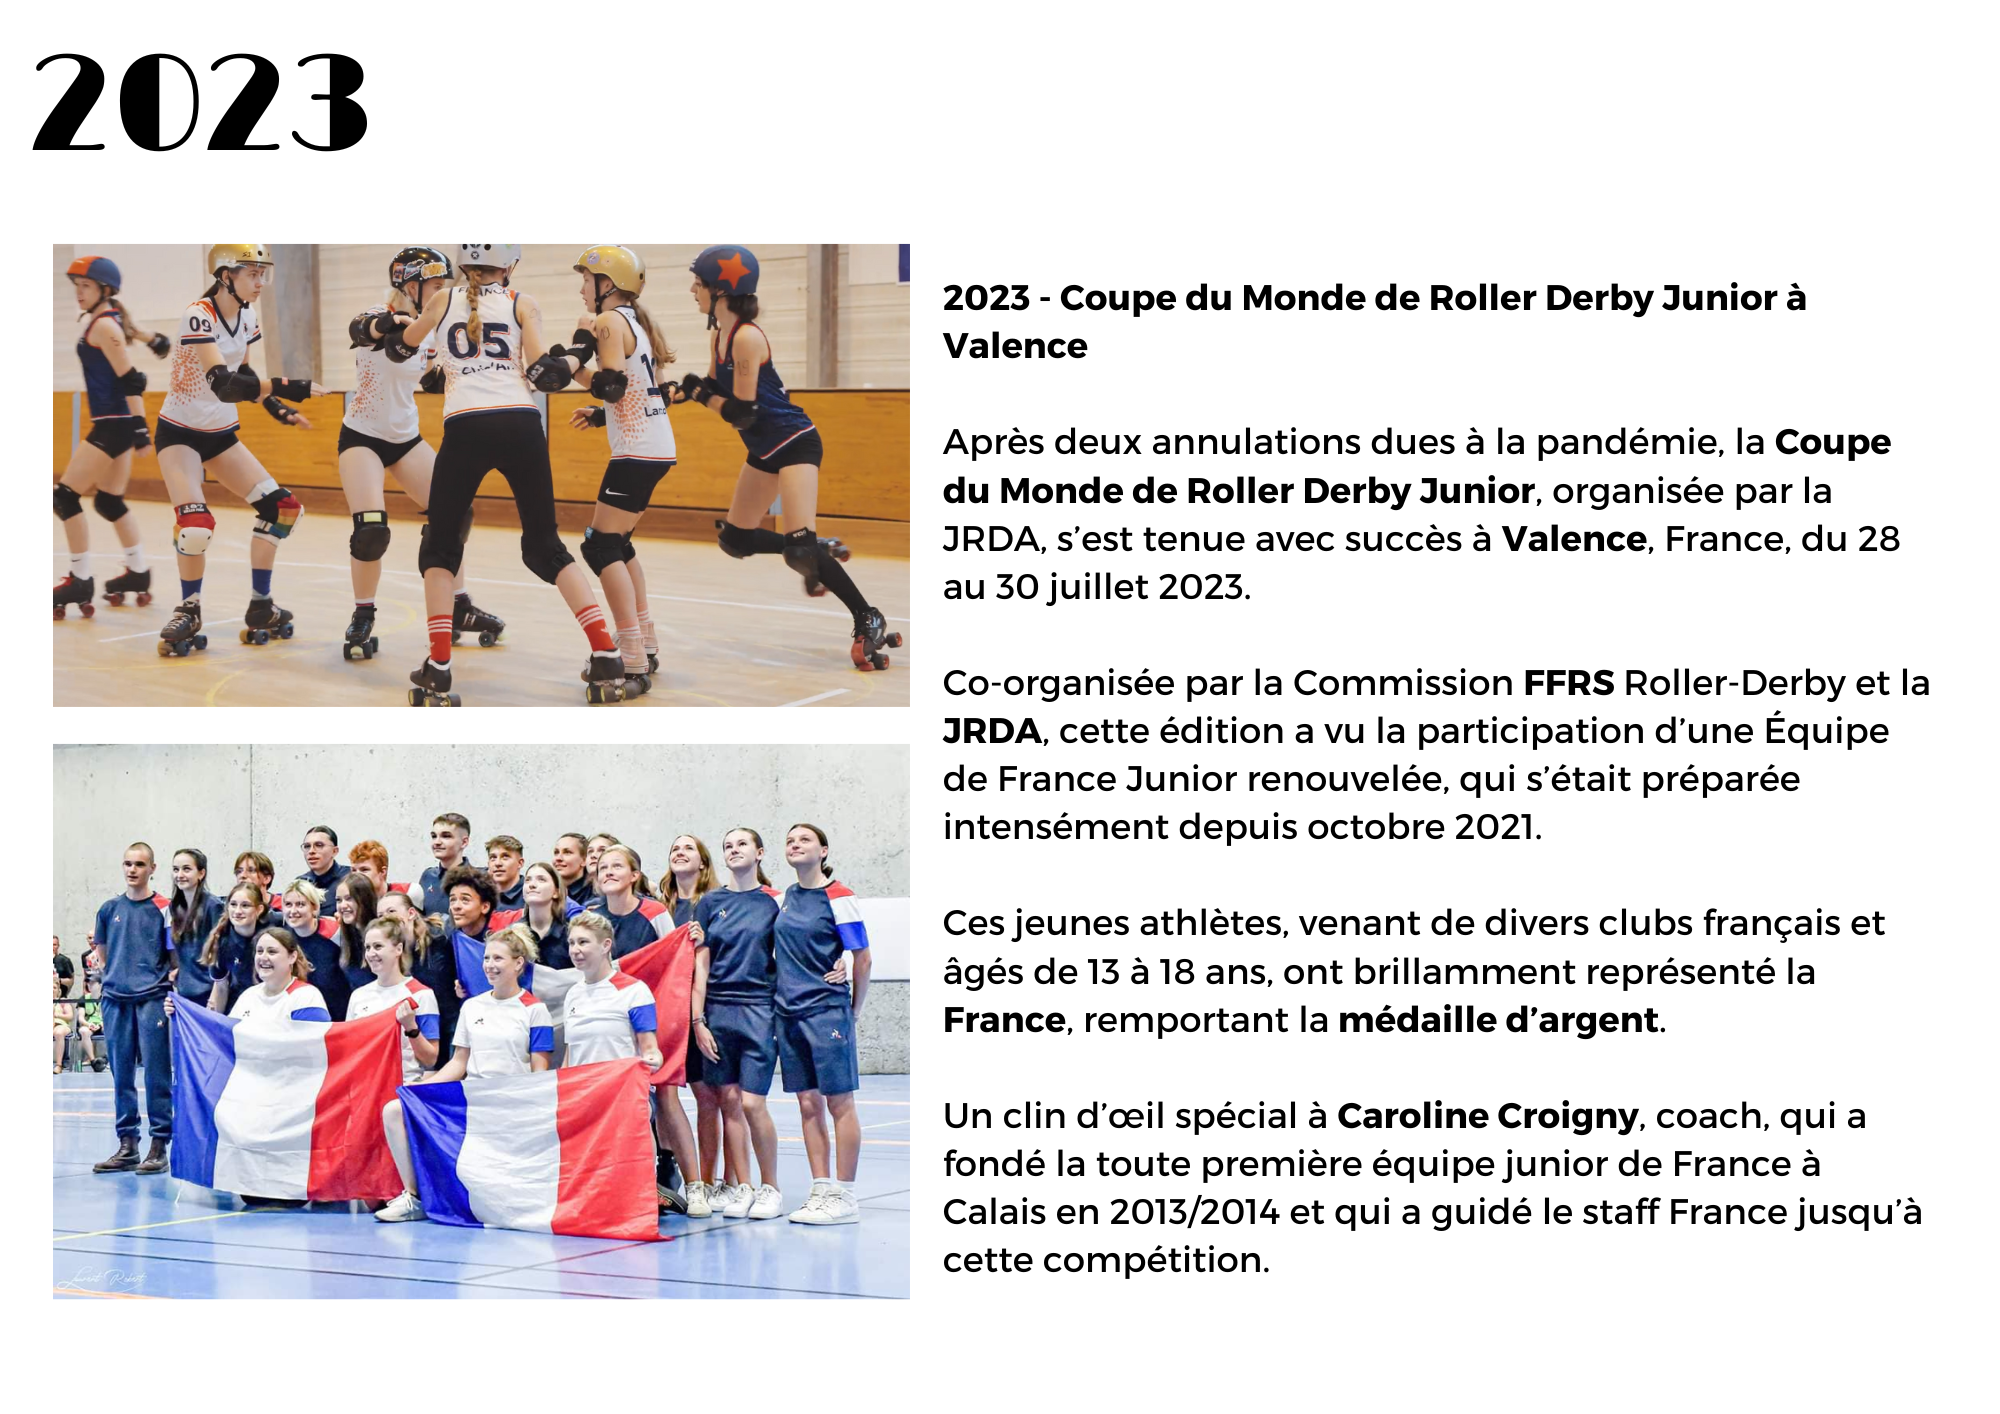 2023
09
FRANCE
05
2023 - Coupe du Monde de Roller Derby Junior à
Valence
Après deux annulations dues à la pandémie, la Coupe
du Monde de Roller Derby Junior, organisée par la
JRDA, s’est tenue avec succès à Valence, France, du 28
au 30 juillet 2023.
Co-organisée par la Commission FFRS Roller-Derby et la
JRDA, cette édition a vu la participation d’une Équipe
de France Junior renouvelée, qui s’était préparée
intensément depuis octobre 2021.
Ces jeunes athlètes, venant de divers clubs français et
âgés de 13 à 18 ans, ont brillamment représenté la
France, remportant la médaille d’argent.
Un clin d’œil spécial à Caroline Croigny, coach, qui a
fondé la toute première équipe junior de France à
Calais en 2013/2014 et qui a guidé le staff France jusqu’à
cette compétition.
Laurent Robert